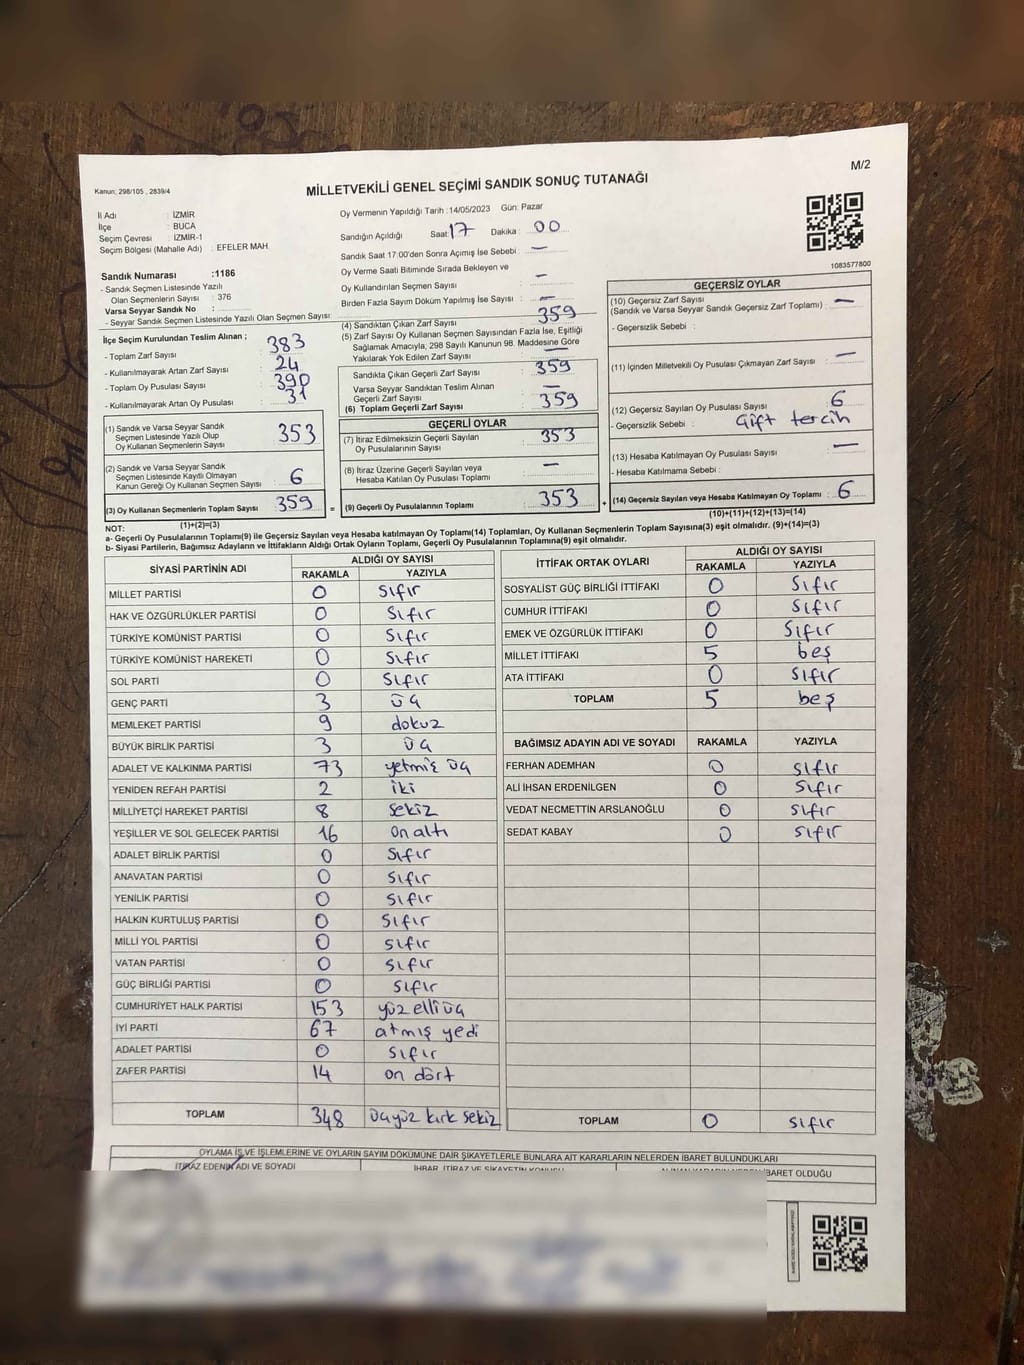 M/2
Kanun; 298/105 , 2839/4
MİLLETVEKİLİ GENEL SEÇİMİ SANDIK SONUÇ TUTANAĞI
İl Adı : İZMİR
İlçe : BUCA
Seçim Çevresi : İZMİR-1
Seçim Bölgesi (Mahalle Adı) : EFELER MAH.
Sandık Numarası :1186
- Sandık Seçmen Listesinde Yazılı
Olan Seçmenlerin Sayısı : 376
Varsa Seyyar Sandık No :
- Seyyar Sandık Seçmen Listesinde Yazılı Olan Seçmen Sayısı:
Oy Vermenin Yapıldığı Tarih :14/05/2023 Gün: Pazar
Sandığın Açıldığı Saat: 17 Dakika : 00
Sandık Saat 17.00'den Sonra Açımış İse Sebebi : —
Oy Verme Saati Bitiminde Sırada Bekleyen ve
Oy Kullandırılan Seçmen Sayısı : —
Birden Fazla Sayım Döküm Yapılmış İse Sayısı : —
1083577800
İlçe Seçim Kurulundan Teslim Alınan ;
- Toplam Zarf Sayısı : 383
- Kullanılmayarak Artan Zarf Sayısı : 24
- Toplam Oy Pusulası Sayısı : 390
- Kullanılmayarak Artan Oy Pusulası : 31
(1) Sandık ve Varsa Seyyar Sandık
Seçmen Listesinde Yazılı Olup
Oy Kullanan Seçmenlerin Sayısı : 353
(2) Sandık ve Varsa Seyyar Sandık
Seçmen Listesinde Kayıtlı Olmayan
Kanun Gereği Oy Kullanan Seçmen Sayısı : 6
(3) Oy Kullanan Seçmenlerin Toplam Sayısı : 359
(1)+(2)=(3)
(4) Sandıktan Çıkan Zarf Sayısı : 359
(5) Zarf Sayısı Oy Kullanan Seçmen Sayısından Fazla İse, Eşitliği
Sağlamak Amacıyla, 298 Sayılı Kanunun 98. Maddesine Göre
Yakılarak Yok Edilen Zarf Sayısı : —
Sandıkta Çıkan Geçerli Zarf Sayısı : 359
Varsa Seyyar Sandıktan Teslim Alınan
Geçerli Zarf Sayısı : —
(6) Toplam Geçerli Zarf Sayısı : 359
GEÇERLİ OYLAR
(7) İtiraz Edilmeksizin Geçerli Sayılan
Oy Pusulasının Sayısı : 353
(8) İtiraz Üzerine Geçerli Sayılan veya
Hesaba Katılan Oy Pusulası Toplamı : —
= (9) Geçerli Oy Pusulalarının Toplamı : 353
GEÇERSİZ OYLAR
(10) Geçersiz Zarf Sayısı
(Sandık ve Varsa Seyyar Sandık Geçersiz Zarf Toplamı) : —
- Geçersizlik Sebebi :
(11) İçinden Milletvekili Oy Pusulası Çıkmayan Zarf Sayısı : —
(12) Geçersiz Sayılan Oy Pusulası Sayısı : 6
- Geçersizlik Sebebi : Çift tercih
(13) Hesaba Katılmayan Oy Pusulası Sayısı : —
- Hesaba Katılmama Sebebi :
+ (14) Geçersiz Sayılan veya Hesaba Katılmayan Oy Toplamı : 6
(10)+(11)+(12)+(13)=(14)
NOT:
a- Geçerli Oy Pusulalarının Toplamı(9) ile Geçersiz Sayılan veya Hesaba katılmayan Oy Toplamı(14) Toplamları, Oy Kullanan Seçmenlerin Toplam Sayısına(3) eşit olmalıdır. (9)+(14)=(3)
b- Siyasi Partilerin, Bağımsız Adayların ve İttifakların Aldığı Ortak Oyların Toplamı, Geçerli Oy Pusulalarının Toplamına(9) eşit olmalıdır.
SİYASİ PARTİNİN ADI ALDIĞI OY SAYISI
RAKAMLA YAZIYLA
MİLLET PARTİSİ 0 sıfır
HAK VE ÖZGÜRLÜKLER PARTİSİ 0 sıfır
TÜRKİYE KOMÜNİST PARTİSİ 0 sıfır
TÜRKİYE KOMÜNİST HAREKETİ 0 sıfır
SOL PARTİ 0 sıfır
GENÇ PARTİ 3 üç
MEMLEKET PARTİSİ 9 dokuz
BÜYÜK BİRLİK PARTİSİ 3 üç
ADALET VE KALKINMA PARTİSİ 73 yetmiş üç
YENİDEN REFAH PARTİSİ 2 iki
MİLLİYETÇİ HAREKET PARTİSİ 8 sekiz
YEŞİLLER VE SOL GELECEK PARTİSİ 16 on altı
ADALET BİRLİK PARTİSİ 0 sıfır
ANAVATAN PARTİSİ 0 sıfır
YENİLİK PARTİSİ 0 sıfır
HALKIN KURTULUŞ PARTİSİ 0 sıfır
MİLLİ YOL PARTİSİ 0 sıfır
VATAN PARTİSİ 0 sıfır
GÜÇ BİRLİĞİ PARTİSİ 0 sıfır
CUMHURİYET HALK PARTİSİ 153 yüz elli üç
İYİ PARTİ 67 atmış yedi
ADALET PARTİSİ 0 sıfır
ZAFER PARTİSİ 14 on dört
TOPLAM 348 üçyüz kırk sekiz
İTTİFAK ORTAK OYLARI ALDIĞI OY SAYISI
RAKAMLA YAZIYLA
SOSYALİST GÜÇ BİRLİĞİ İTTİFAKI 0 sıfır
CUMHUR İTTİFAKI 0 sıfır
EMEK VE ÖZGÜRLÜK İTTİFAKI 0 sıfır
MİLLET İTTİFAKI 5 beş
ATA İTTİFAKI 0 sıfır
TOPLAM 5 beş
BAĞIMSIZ ADAYIN ADI VE SOYADI RAKAMLA YAZIYLA
FERHAN ADEMHAN 0 sıfır
ALİ İHSAN ERDENİLGEN 0 sıfır
VEDAT NECMETTİN ARSLANOĞLU 0 sıfır
SEDAT KABAY 0 sıfır
TOPLAM 0 sıfır
OYLAMA İŞ VE İŞLEMLERİNE VE OYLARIN SAYIM DÖKÜMÜNE DAİR ŞİKAYETLERLE BUNLARA AİT KARARLARIN NELERDEN İBARET BULUNDUKLARI
İTİRAZ EDENİN ADI VE SOYADI İHBAR, İTİRAZ VE ŞİKAYETİN KONUSU ALINAN KARARIN NEDEN İBARET OLDUĞU